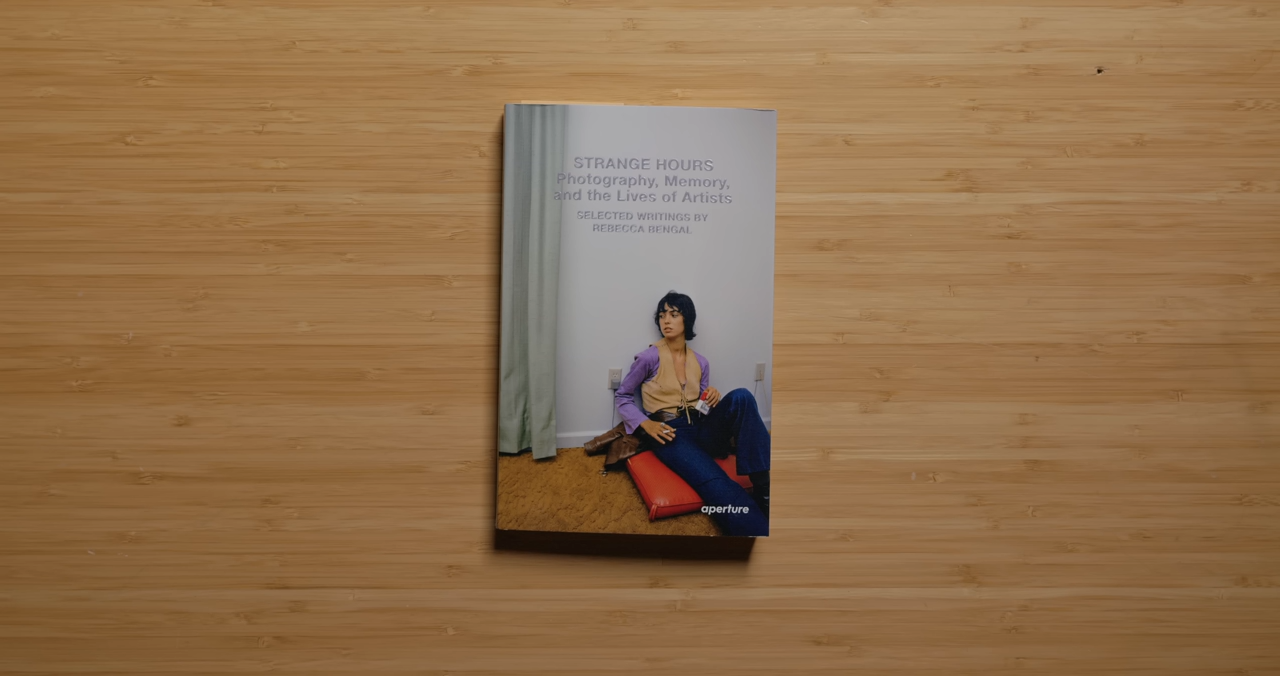 STRANGE HOURS
Photography, Memory,
and the Lives of Artists
SELECTED WRITINGS BY
REBECCA BENGAL
aperture